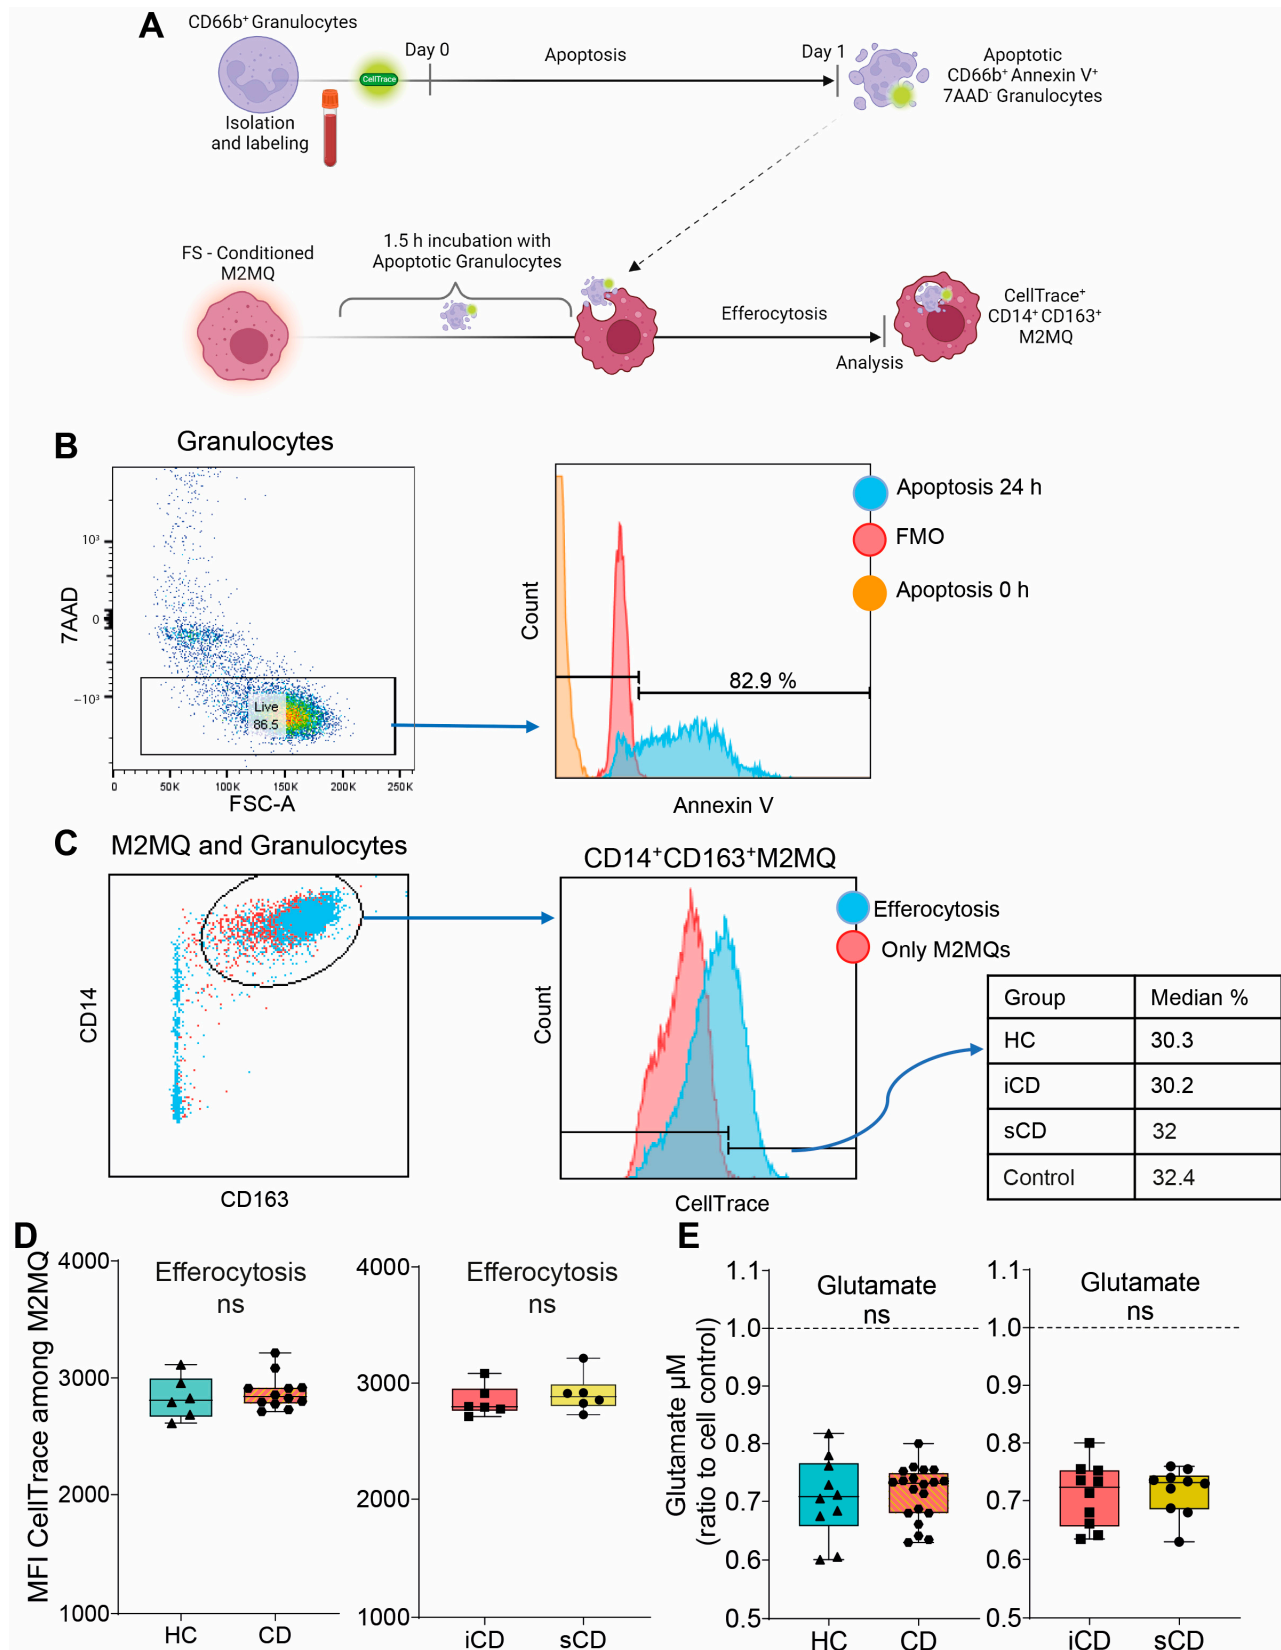 A
CD66b⁺ Granulocytes
CellTrace
Day 0
Apoptosis
Day 1
Apoptotic
CD66b⁺ Annexin V⁺
7AAD⁻ Granulocytes
Isolation
and labeling
FS - Conditioned
M2MQ
1.5 h incubation with
Apoptotic Granulocytes
Efferocytosis
Analysis
CellTrace⁺
CD14⁺ CD163⁺
M2MQ
B
Granulocytes
7AAD
10³
0
−10³
Live
86.5
0 50K 100K 150K 200K 250K
FSC-A
Count
82.9 %
Annexin V
Apoptosis 24 h
FMO
Apoptosis 0 h
C
M2MQ and Granulocytes
CD14
CD163
CD14⁺CD163⁺M2MQ
Count
CellTrace
Efferocytosis
Only M2MQs
Group Median %
HC 30.3
iCD 30.2
sCD 32
Control 32.4
D
MFI CellTrace among M2MQ
4000
3000
2000
1000
Efferocytosis
ns
HC CD
4000
3000
2000
1000
Efferocytosis
ns
iCD sCD
E
Glutamate µM
(ratio to cell control)
1.1
1.0
0.9
0.8
0.7
0.6
0.5
Glutamate
ns
HC CD
1.1
1.0
0.9
0.8
0.7
0.6
0.5
Glutamate
ns
iCD sCD